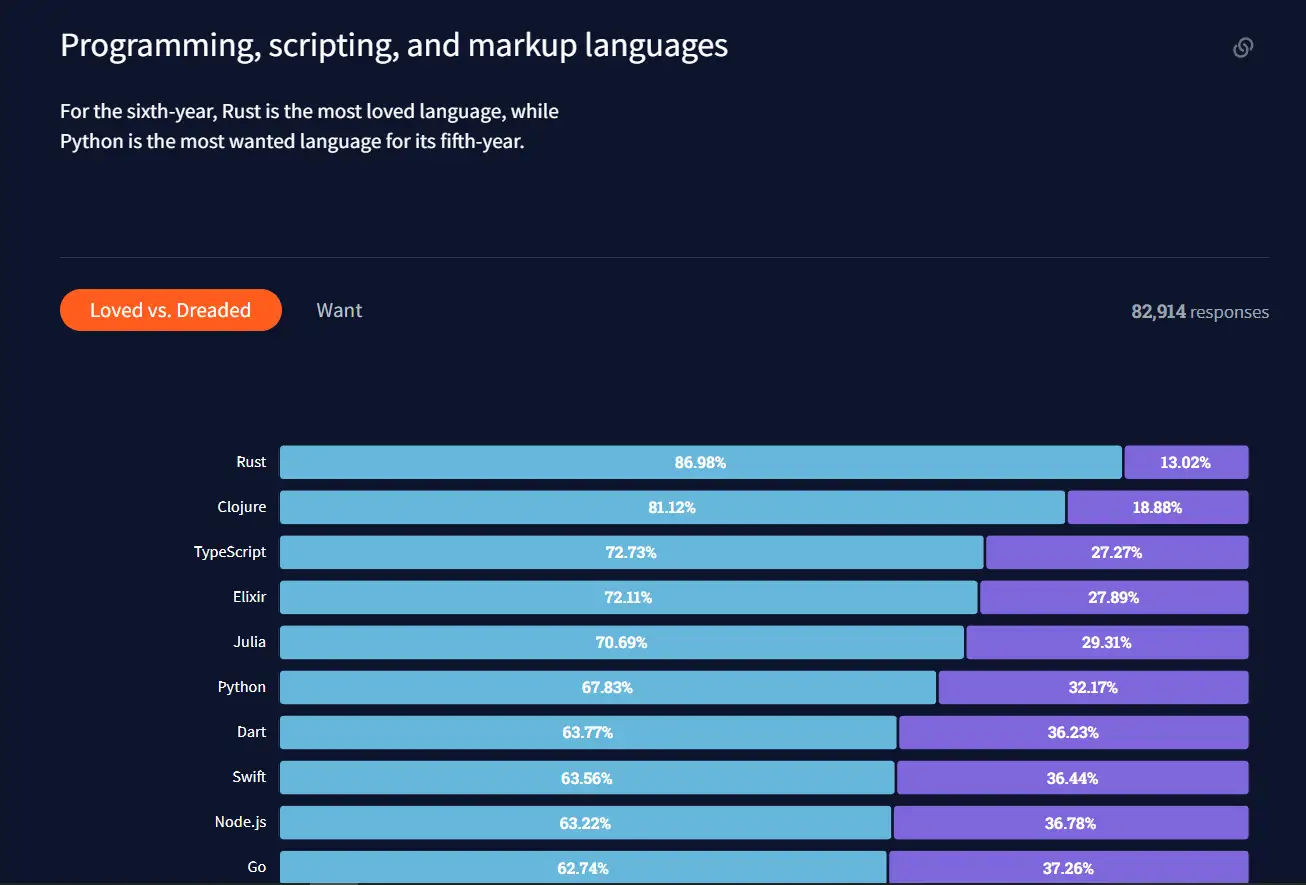 Programming, scripting, and markup languages
For the sixth-year, Rust is the most loved language, while
Python is the most wanted language for its fifth-year.
Loved vs. Dreaded Want 82,914 responses
Rust 86.98% 13.02%
Clojure 81.12% 18.88%
TypeScript 72.73% 27.27%
Elixir 72.11% 27.89%
Julia 70.69% 29.31%
Python 67.83% 32.17%
Dart 63.77% 36.23%
Swift 63.56% 36.44%
Node.js 63.22% 36.78%
Go 62.74% 37.26%